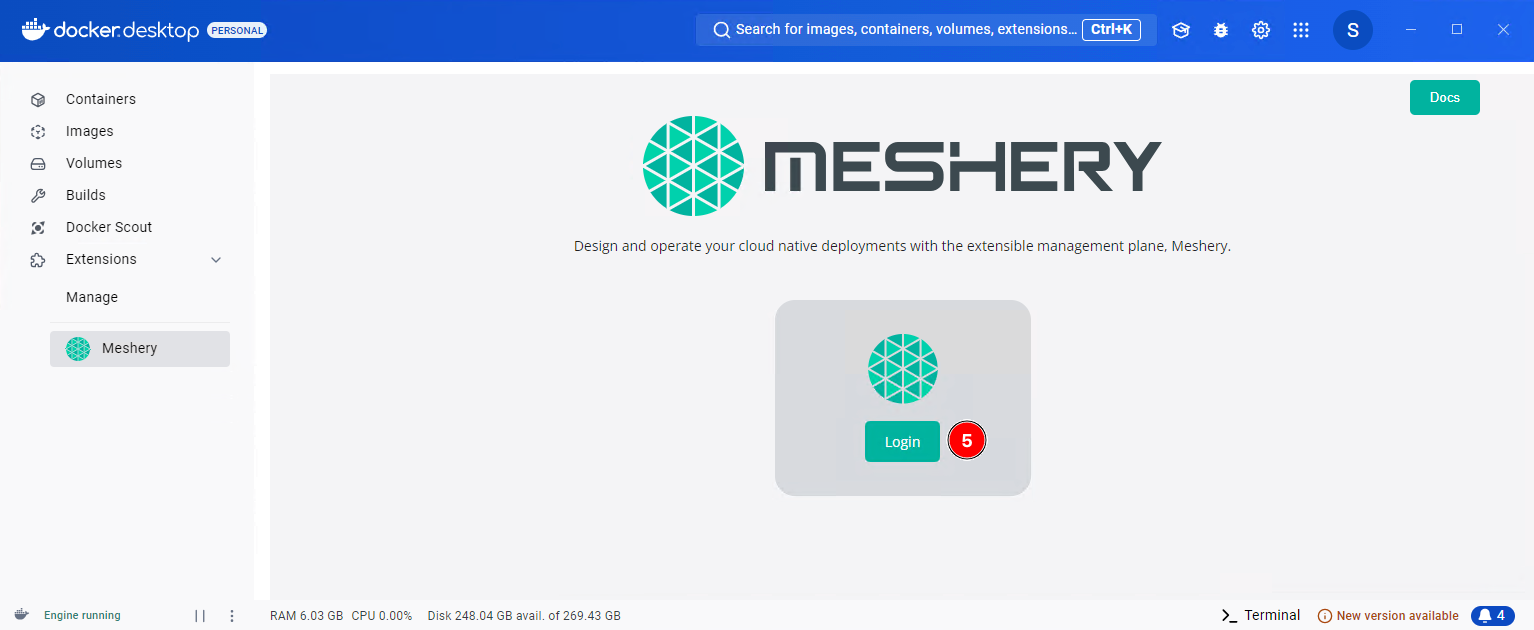 docker.desktop PERSONAL
Search for images, containers, volumes, extensions... Ctrl+K
S
Containers
Images
Volumes
Builds
Docker Scout
Extensions
Manage
Meshery
Docs
MESHERY
Design and operate your cloud native deployments with the extensible management plane, Meshery.
Login 5
Engine running
RAM 6.03 GB CPU 0.00% Disk 248.04 GB avail. of 269.43 GB
Terminal
New version available
4